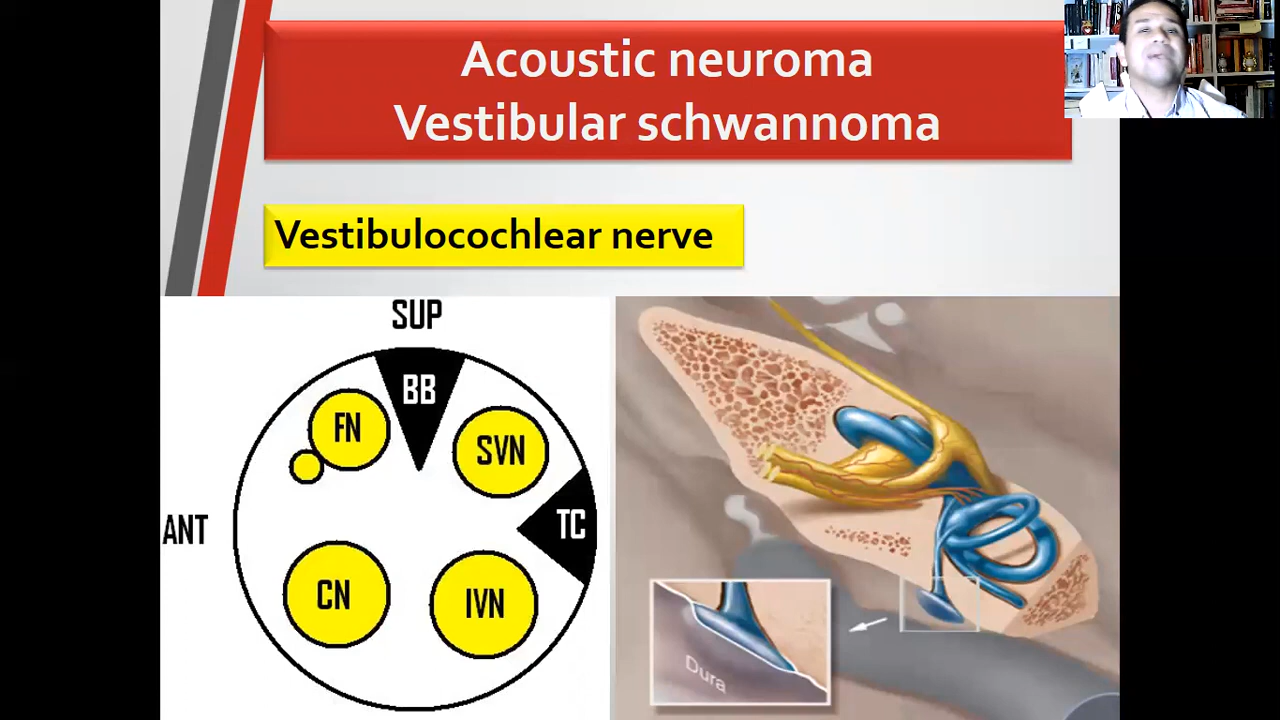 Acoustic neuroma
Vestibular schwannoma
Vestibulocochlear nerve
SUP
BB
FN
SVN
ANT
TC
CN
IVN
Dura